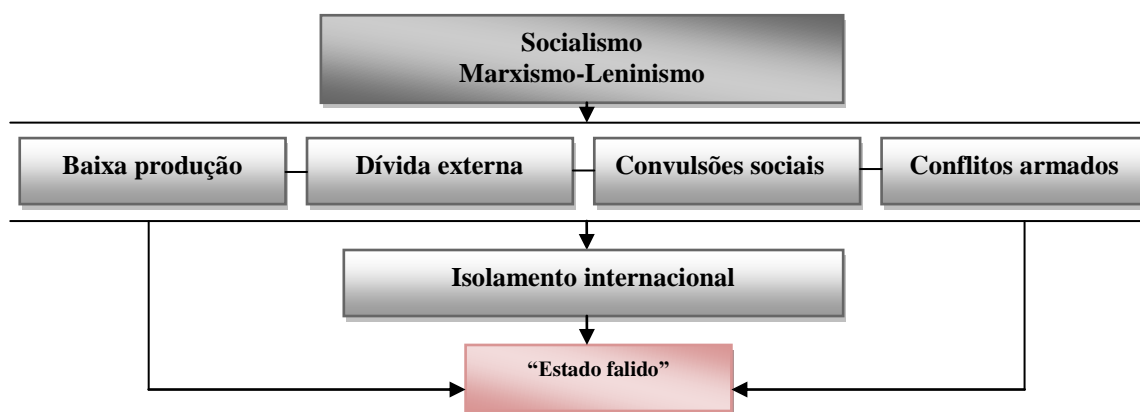 Socialismo
Marxismo-Leninismo
Baixa produção
Dívida externa
Convulsões sociais
Conflitos armados
Isolamento internacional
“Estado falido”